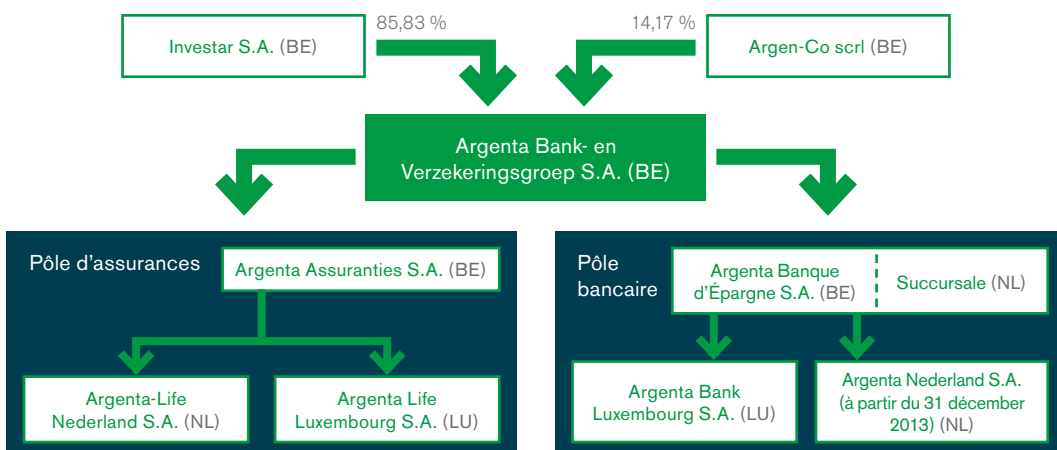 85,83 %
14,17 %
Investar S.A. (BE)
Argen-Co scrl (BE)
Argenta Bank- en
Verzekeringsgroep S.A. (BE)
Pôle d'assurances
Argenta Assuranties S.A. (BE)
Argenta-Life
Nederland S.A. (NL)
Argenta Life
Luxembourg S.A. (LU)
Pôle
bancaire
Argenta Banque
d'Épargne S.A. (BE)
Succursale (NL)
Argenta Bank
Luxembourg S.A. (LU)
Argenta Nederland S.A.
(à partir du 31 décember
2013) (NL)